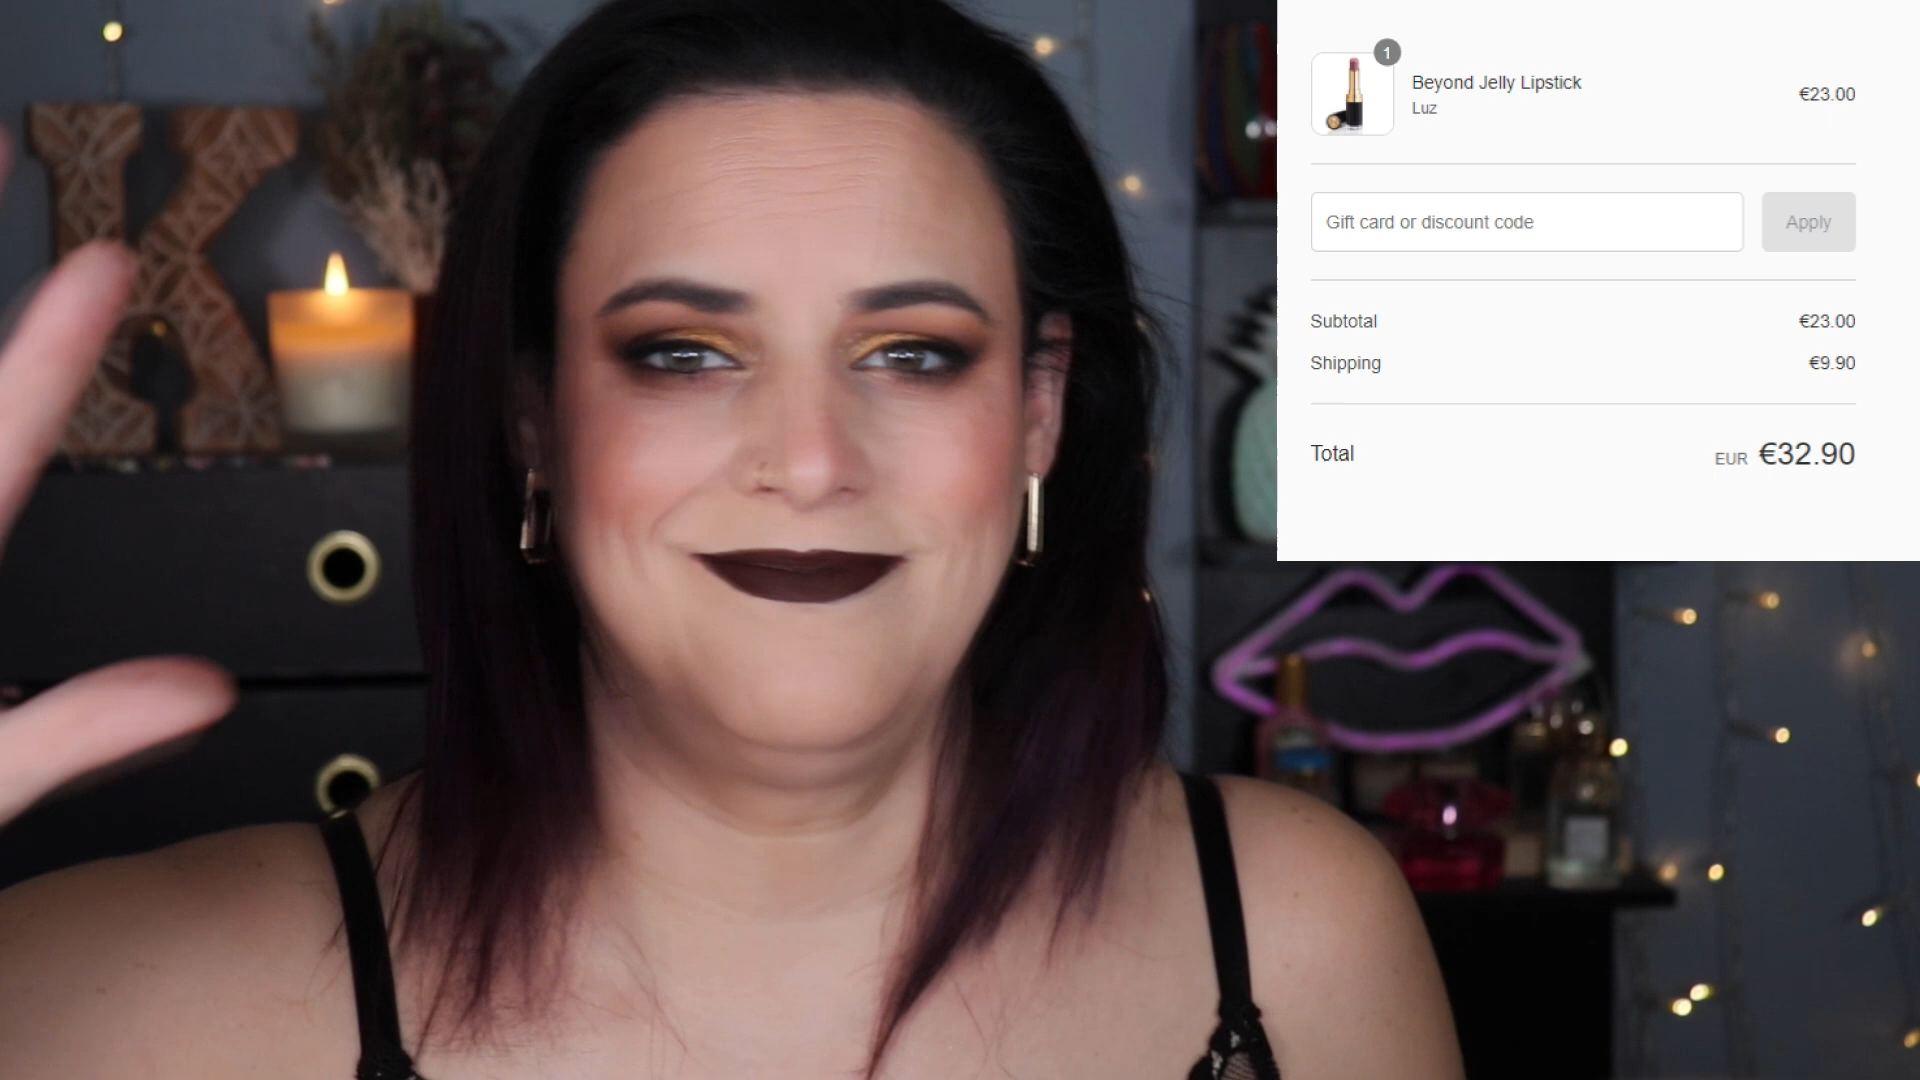 K
1
Beyond Jelly Lipstick
€23.00
Luz
Gift card or discount code
Apply
Subtotal
€23.00
Shipping
€9.90
Total
EUR €32.90